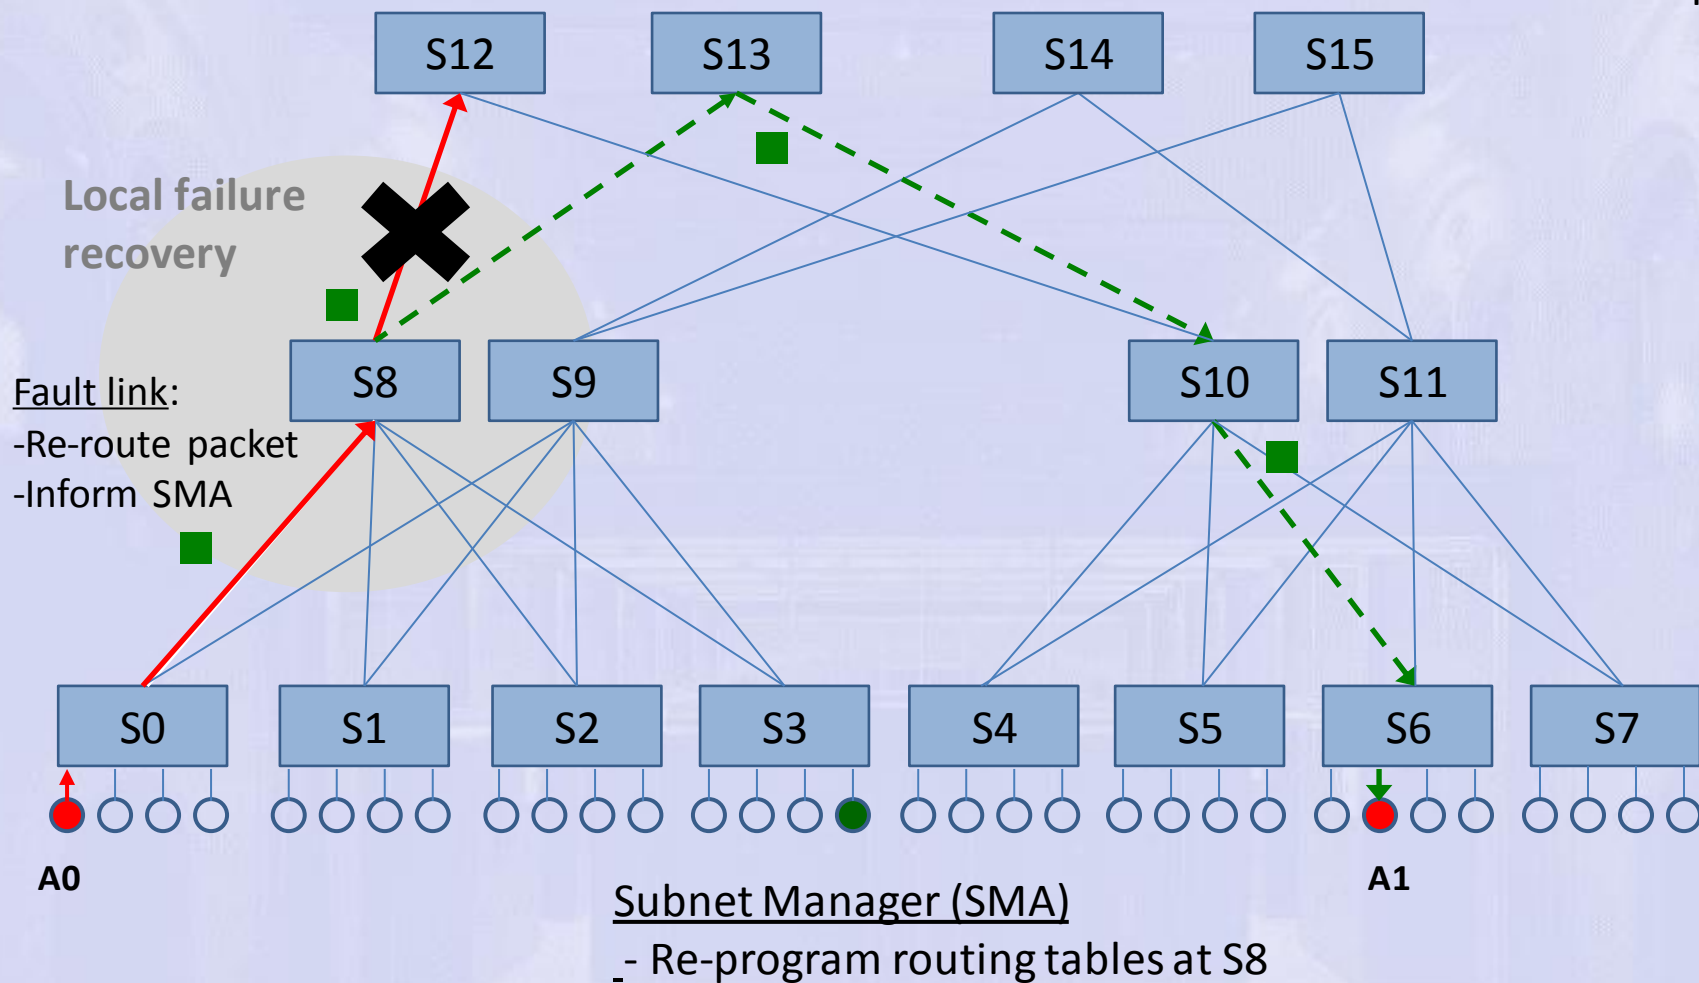 S12 S13 S14 S15
Local failure
recovery
S8 S9 S10 S11
Fault link:
-Re-route packet
-Inform SMA
S0 S1 S2 S3 S4 S5 S6 S7
A0 A1
Subnet Manager (SMA)
- Re-program routing tables at S8